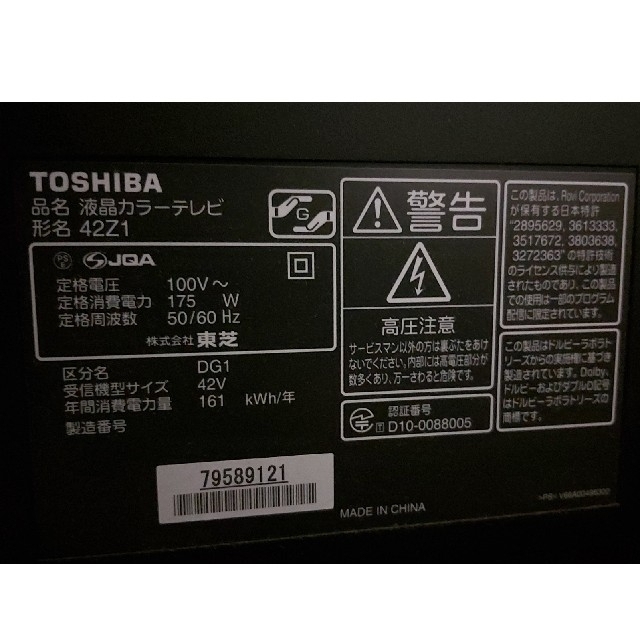 TOSHIBA
品名 液晶カラーテレビ
形名 42Z1
G
PS
E
JQA
定格電圧 100V～
定格消費電力 175 W
定格周波数 50/60 Hz
株式会社 東芝
区分名 DG1
受信機型サイズ 42V
年間消費電力量 161 kWh/年
製造番号
79589121
警告
高圧注意
サービスマン以外の方は裏ぶたをあけ
ないでください。内部には高電圧部分が
数多くあり、万一さわると危険です。
認証番号
T D10-0088005
MADE IN CHINA
この製品は、Rovi Corporation
が保有する日本特許
"2895629, 3613333,
3517672, 3803638,
3272363" の特許技術
のライセンス供与により製造
されたものであり、この製品
での使用は一部のプログラム
配信に限定されています。
この製品は、ドルビーラボラト
リーズからの実施権に基づき
製造されています。Dolby、
ドルビーおよびダブルD記号
はドルビーラボラトリーズの
商標です。
>PS<